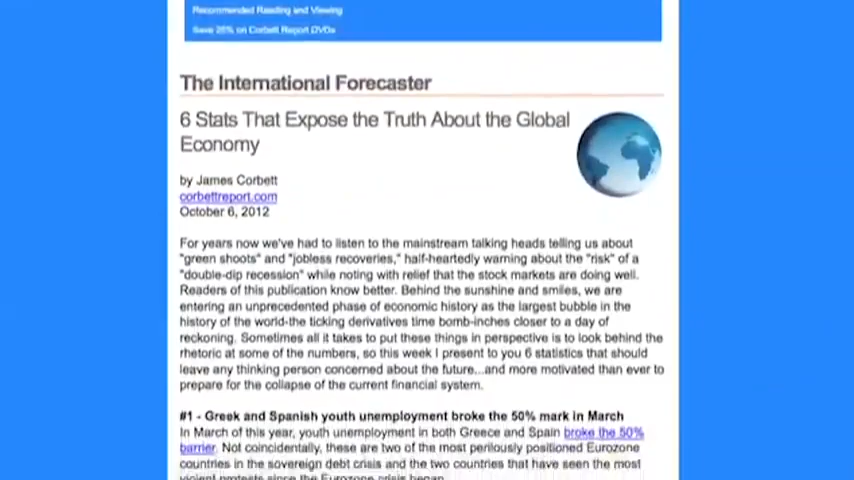 Recommended Reading and Viewing
Save 25% on Corbett Report DVDs
The International Forecaster
6 Stats That Expose the Truth About the Global
Economy
by James Corbett
corbettreport.com
October 6, 2012
For years now we've had to listen to the mainstream talking heads telling us about
"green shoots" and "jobless recoveries," half-heartedly warning about the "risk" of a
"double-dip recession" while noting with relief that the stock markets are doing well.
Readers of this publication know better. Behind the sunshine and smiles, we are
entering an unprecedented phase of economic history as the largest bubble in the
history of the world-the ticking derivatives time bomb-inches closer to a day of
reckoning. Sometimes all it takes to put these things in perspective is to look behind the
rhetoric at some of the numbers, so this week I present to you 6 statistics that should
leave any thinking person concerned about the future...and more motivated than ever to
prepare for the collapse of the current financial system.
#1 - Greek and Spanish youth unemployment broke the 50% mark in March
In March of this year, youth unemployment in both Greece and Spain broke the 50%
barrier. Not coincidentally, these are two of the most perilously positioned Eurozone
countries in the sovereign debt crisis and the two countries that have seen the most
violent protests since the Eurozone crisis began.